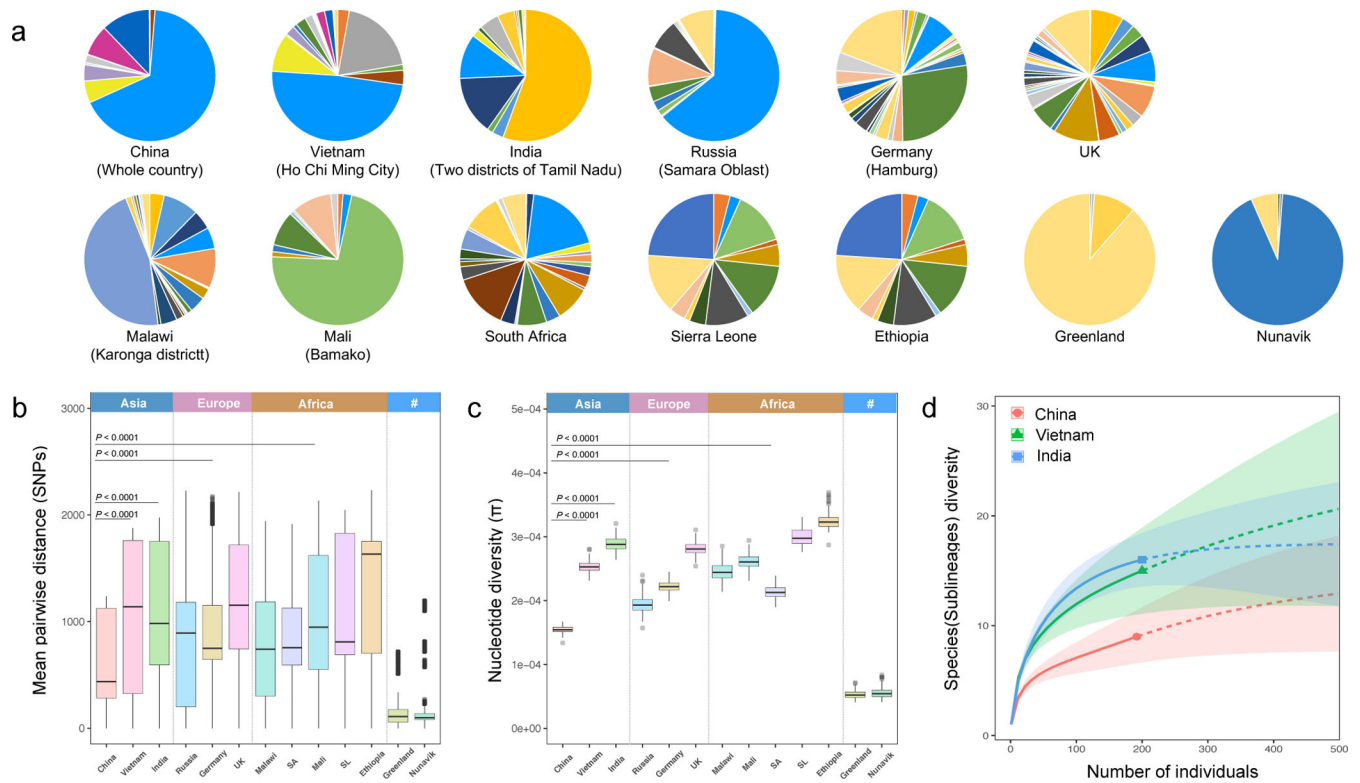 a
China
(Whole country)
Vietnam
(Ho Chi Ming City)
India
(Two districts of Tamil Nadu)
Russia
(Samara Oblast)
Germany
(Hamburg)
UK
Malawi
(Karonga districtt)
Mali
(Bamako)
South Africa
Sierra Leone
Ethiopia
Greenland
Nunavik
b
Asia
Europe
Africa
#
Mean pairwise distance (SNPs)
3000
2000
1000
0
P < 0.0001
P < 0.0001
P < 0.0001
P < 0.0001
China
Vietnam
India
Russia
Germany
UK
Malawi
SA
Mali
SL
Ethiopia
Greenland
Nunavik
c
Asia
Europe
Africa
#
Nucleotide diversity (π)
5e−04
4e−04
3e−04
2e−04
1e−04
0e+00
P < 0.0001
P < 0.0001
P < 0.0001
P < 0.0001
China
Vietnam
India
Russia
Germany
UK
Malawi
Mali
SA
SL
Ethiopia
Greenland
Nunavik
d
China
Vietnam
India
Species(Sublineages) diversity
30
20
10
0
0
100
200
300
400
500
Number of individuals